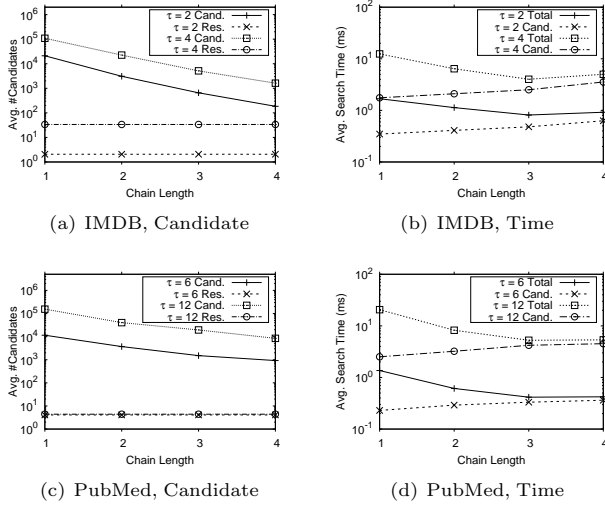 10^6
10^5
10^4
10^3
10^2
10^1
10^0
Avg. #Candidates
τ = 2 Cand.
τ = 2 Res.
τ = 4 Cand.
τ = 4 Res.
1 2 3 4
Chain Length
(a) IMDB, Candidate
10^2
10^1
10^0
10^-1
Avg. Search Time (ms)
τ = 2 Total
τ = 2 Cand.
τ = 4 Total
τ = 4 Cand.
1 2 3 4
Chain Length
(b) IMDB, Time
10^6
10^5
10^4
10^3
10^2
10^1
10^0
Avg. #Candidates
τ = 6 Cand.
τ = 6 Res.
τ = 12 Cand.
τ = 12 Res.
1 2 3 4
Chain Length
(c) PubMed, Candidate
10^2
10^1
10^0
10^-1
Avg. Search Time (ms)
τ = 6 Total
τ = 6 Cand.
τ = 12 Total
τ = 12 Cand.
1 2 3 4
Chain Length
(d) PubMed, Time